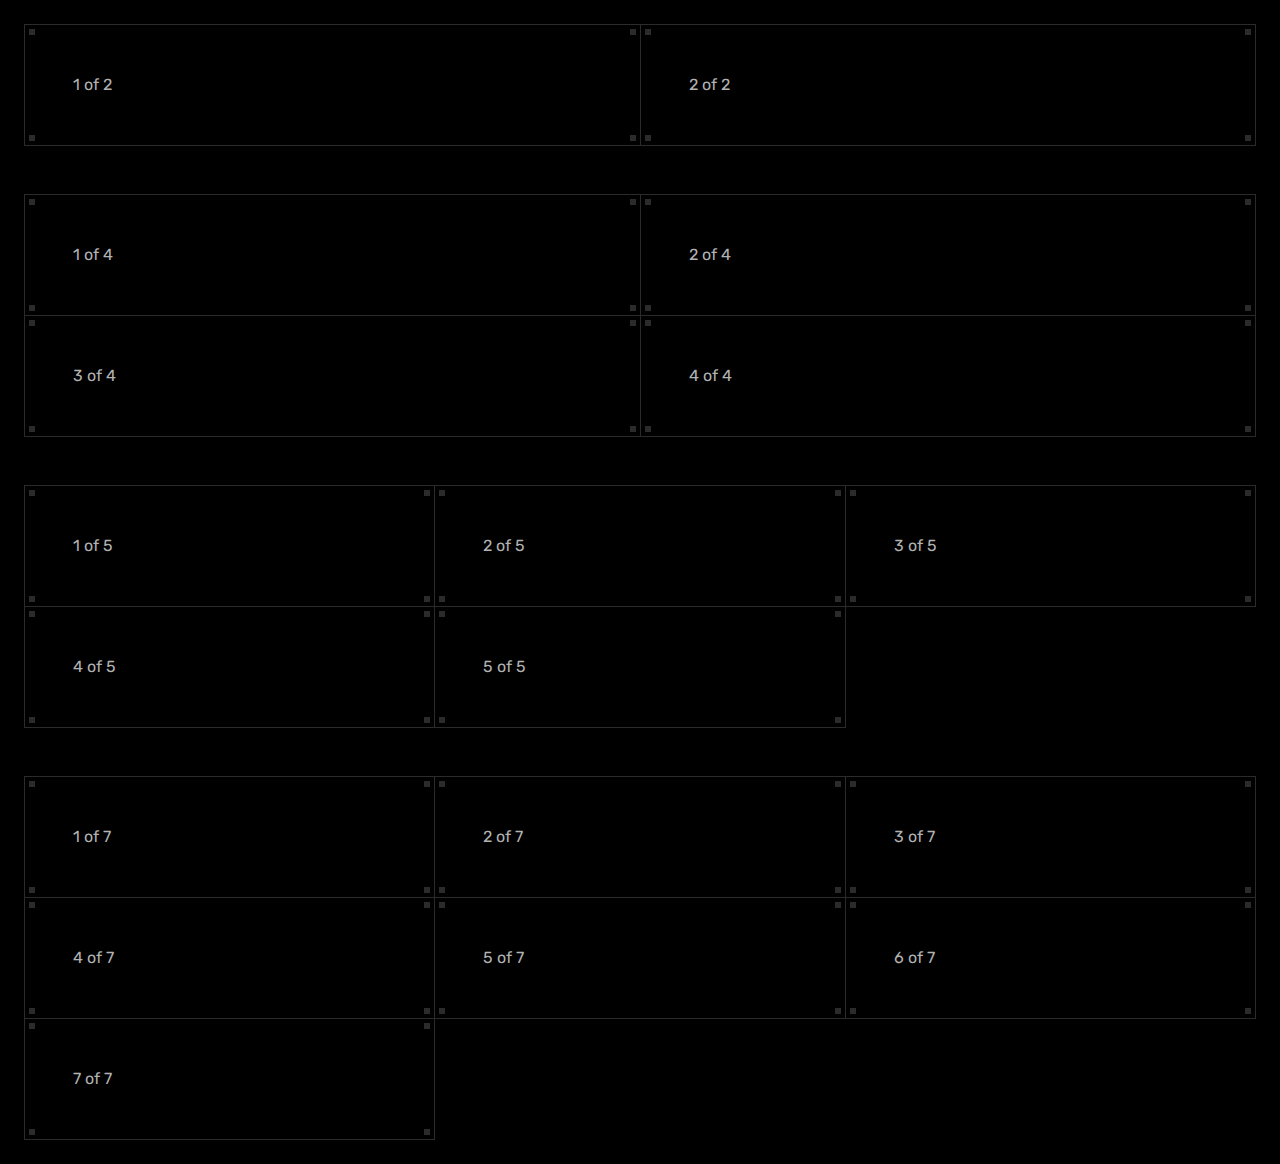 1 of 2
2 of 2
1 of 4
2 of 4
3 of 4
4 of 4
1 of 5
2 of 5
3 of 5
4 of 5
5 of 5
1 of 7
2 of 7
3 of 7
4 of 7
5 of 7
6 of 7
7 of 7